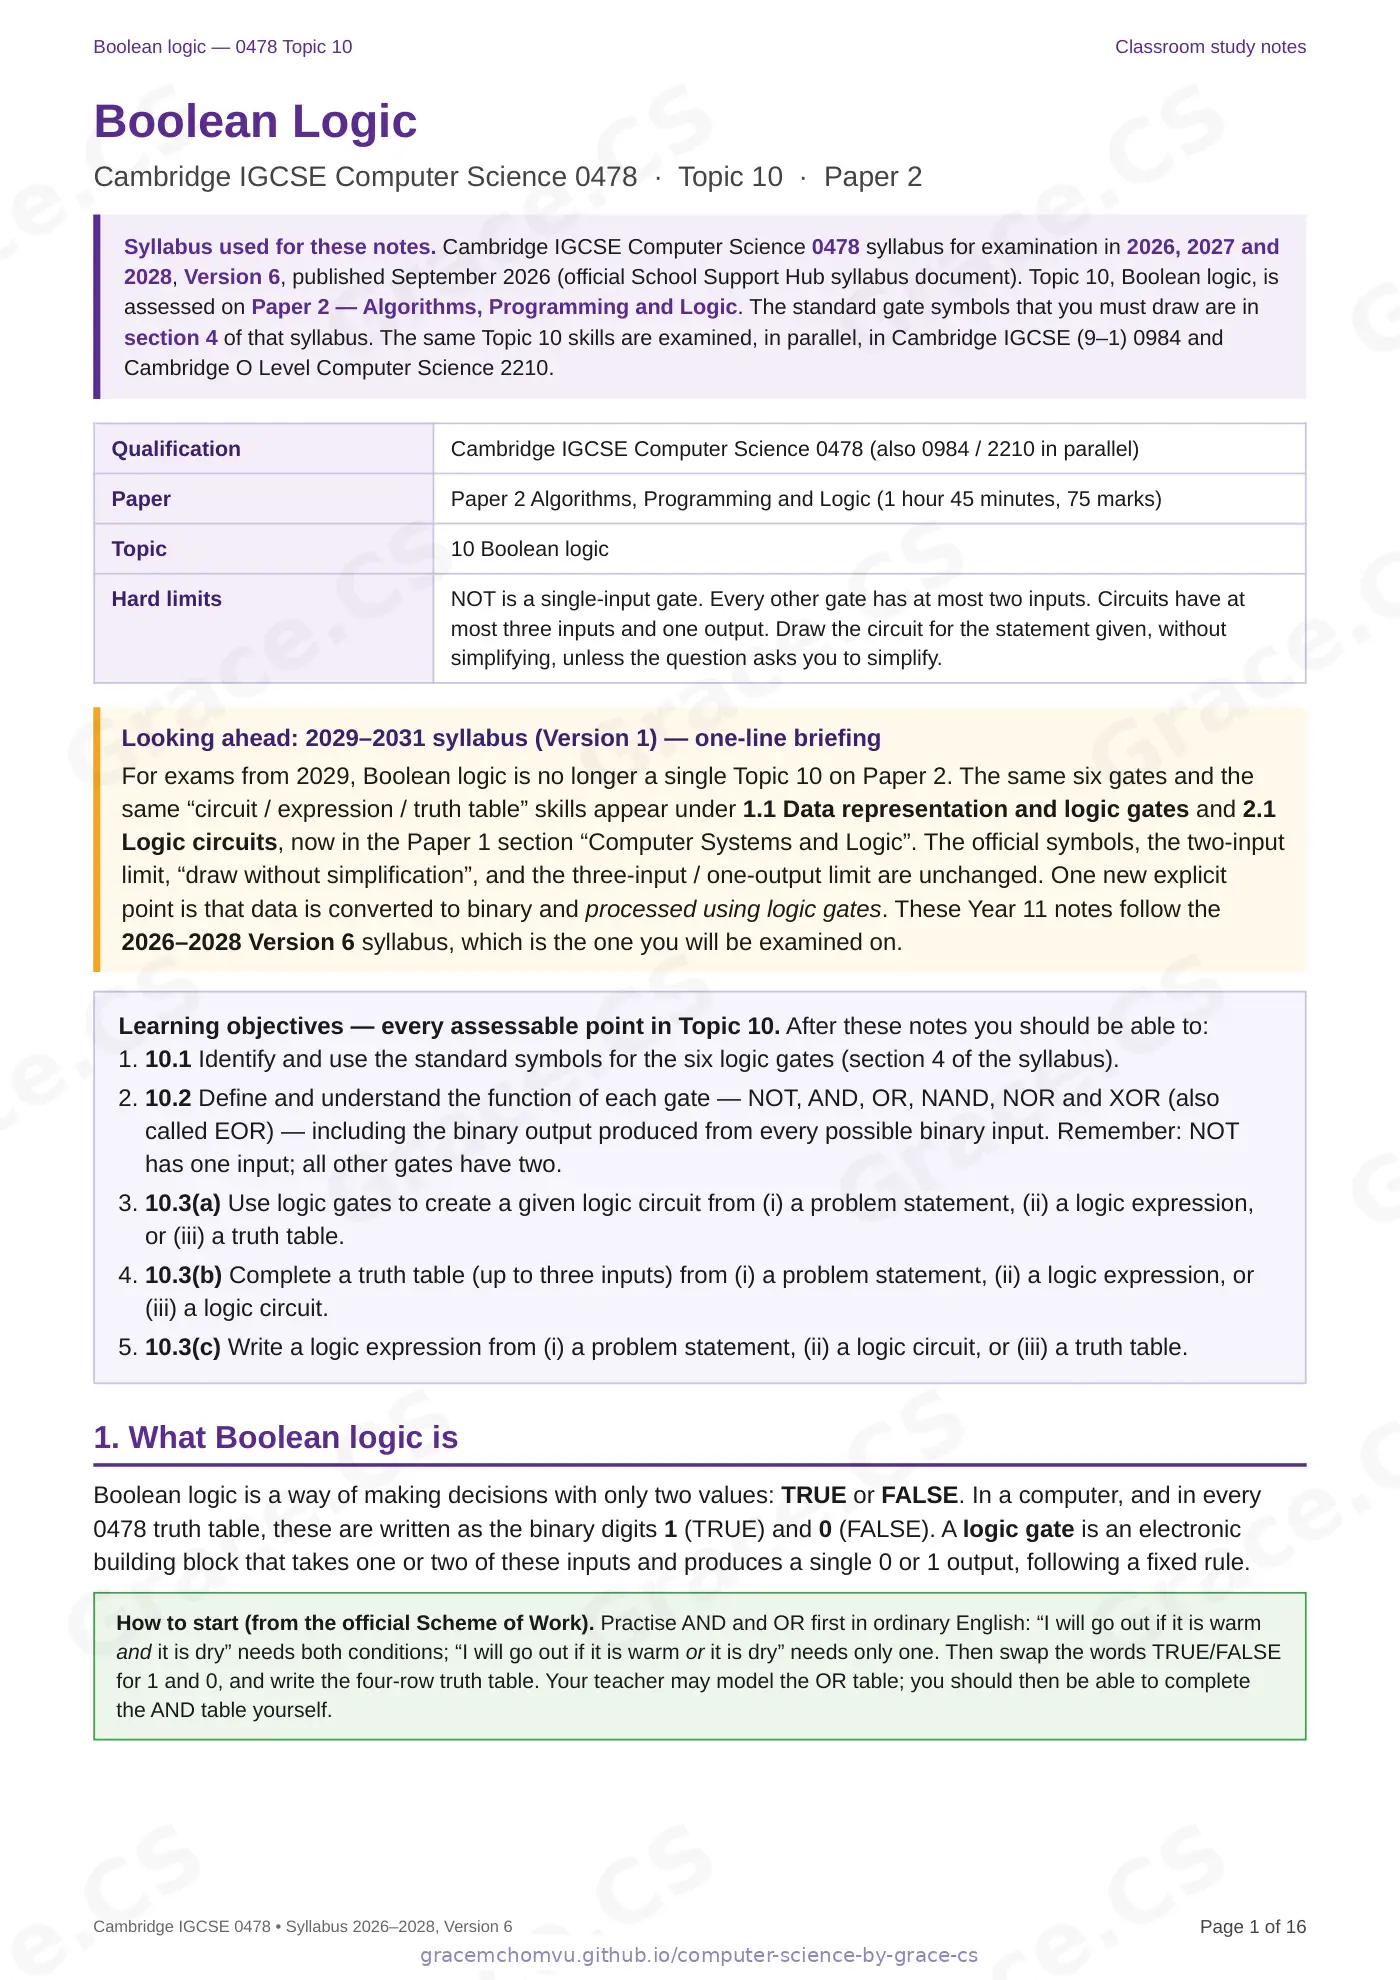 Boolean logic — 0478 Topic 10
Classroom study notes
Boolean Logic
Cambridge IGCSE Computer Science 0478 · Topic 10 · Paper 2
Syllabus used for these notes. Cambridge IGCSE Computer Science 0478 syllabus for examination in 2026, 2027 and
2028, Version 6, published September 2026 (official School Support Hub syllabus document). Topic 10, Boolean logic, is
assessed on Paper 2 — Algorithms, Programming and Logic. The standard gate symbols that you must draw are in
section 4 of that syllabus. The same Topic 10 skills are examined, in parallel, in Cambridge IGCSE (9–1) 0984 and
Cambridge O Level Computer Science 2210.
Qualification
Cambridge IGCSE Computer Science 0478 (also 0984 / 2210 in parallel)
Paper
Paper 2 Algorithms, Programming and Logic (1 hour 45 minutes, 75 marks)
Topic
10 Boolean logic
Hard limits
NOT is a single-input gate. Every other gate has at most two inputs. Circuits have at
most three inputs and one output. Draw the circuit for the statement given, without
simplifying, unless the question asks you to simplify.
Looking ahead: 2029–2031 syllabus (Version 1) — one-line briefing
For exams from 2029, Boolean logic is no longer a single Topic 10 on Paper 2. The same six gates and the
same “circuit / expression / truth table” skills appear under 1.1 Data representation and logic gates and 2.1
Logic circuits, now in the Paper 1 section “Computer Systems and Logic”. The official symbols, the two-input
limit, “draw without simplification”, and the three-input / one-output limit are unchanged. One new explicit
point is that data is converted to binary and processed using logic gates. These Year 11 notes follow the
2026–2028 Version 6 syllabus, which is the one you will be examined on.
Learning objectives — every assessable point in Topic 10. After these notes you should be able to:
1. 10.1 Identify and use the standard symbols for the six logic gates (section 4 of the syllabus).
2. 10.2 Define and understand the function of each gate — NOT, AND, OR, NAND, NOR and XOR (also
called EOR) — including the binary output produced from every possible binary input. Remember: NOT
has one input; all other gates have two.
3. 10.3(a) Use logic gates to create a given logic circuit from (i) a problem statement, (ii) a logic expression,
or (iii) a truth table.
4. 10.3(b) Complete a truth table (up to three inputs) from (i) a problem statement, (ii) a logic expression, or
(iii) a logic circuit.
5. 10.3(c) Write a logic expression from (i) a problem statement, (ii) a logic circuit, or (iii) a truth table.
1. What Boolean logic is
Boolean logic is a way of making decisions with only two values: TRUE or FALSE. In a computer, and in every
0478 truth table, these are written as the binary digits 1 (TRUE) and 0 (FALSE). A logic gate is an electronic
building block that takes one or two of these inputs and produces a single 0 or 1 output, following a fixed rule.
How to start (from the official Scheme of Work). Practise AND and OR first in ordinary English: “I will go out if it is warm
and it is dry” needs both conditions; “I will go out if it is warm or it is dry” needs only one. Then swap the words TRUE/FALSE
for 1 and 0, and write the four-row truth table. Your teacher may model the OR table; you should then be able to complete
the AND table yourself.
Cambridge IGCSE 0478 • Syllabus 2026–2028, Version 6
Page 1 of 16
gracemchomvu.github.io/computer-science-by-grace-cs
Grace.CS